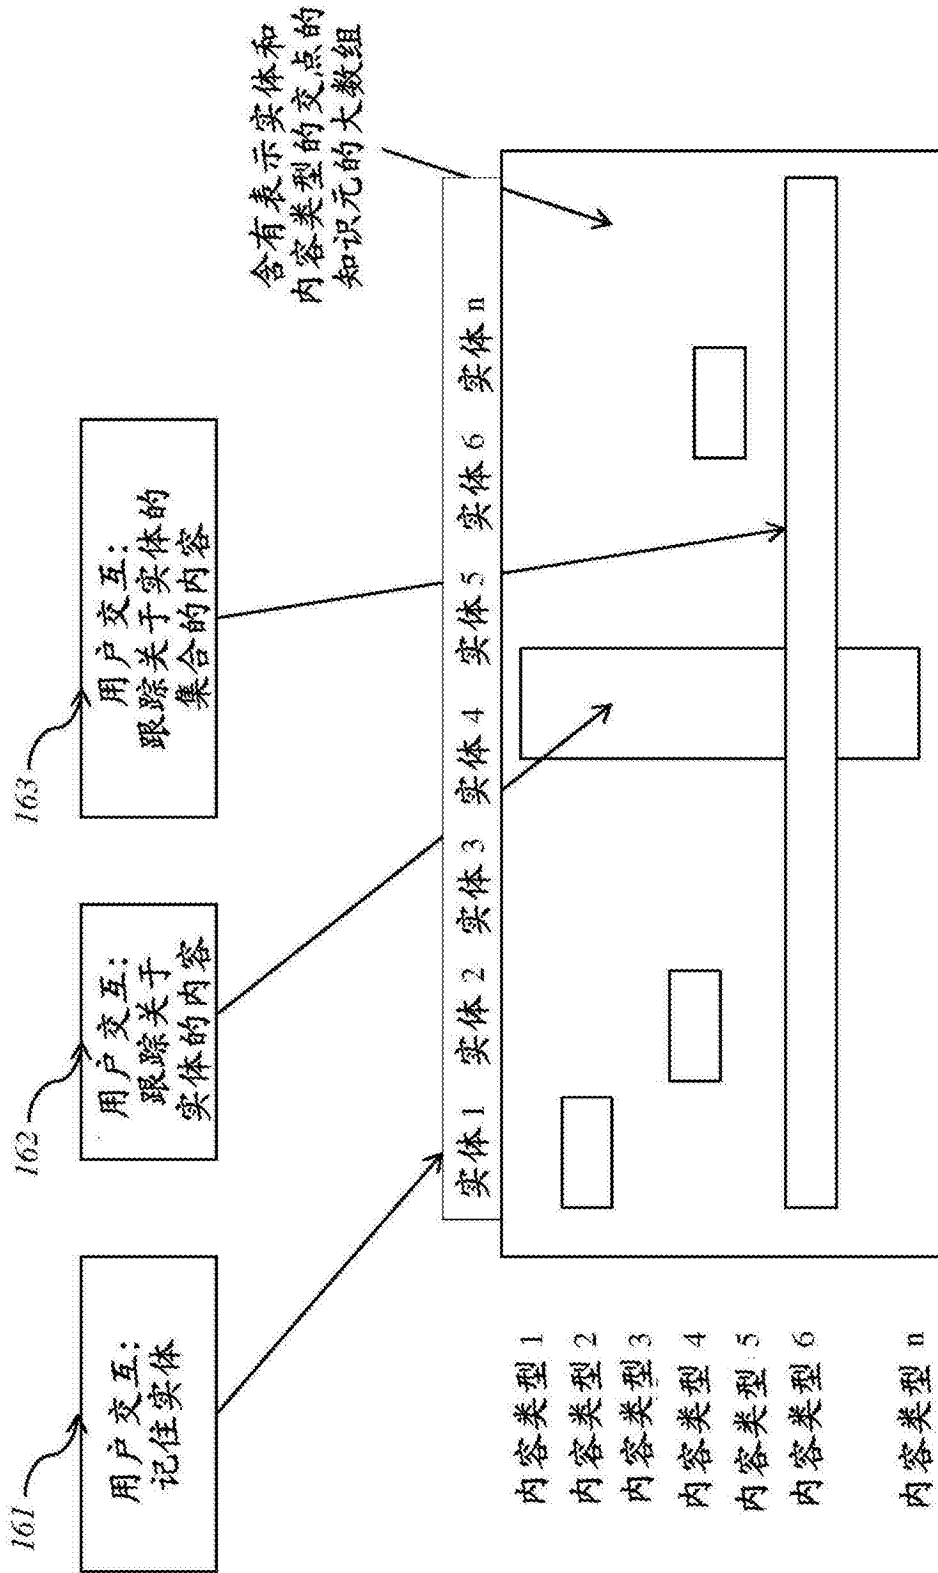 161
用户交互：
记住实体
162
用户交互：
跟踪关于
实体的内容
163
用户交互：
跟踪关于实体的
集合的内容
含有表示实体和
内容类型的交点的
知识元的大数组
实体 1 实体 2 实体 3 实体 4 实体 5 实体 6 实体 n
内容类型 1
内容类型 2
内容类型 3
内容类型 4
内容类型 5
内容类型 6
内容类型 n